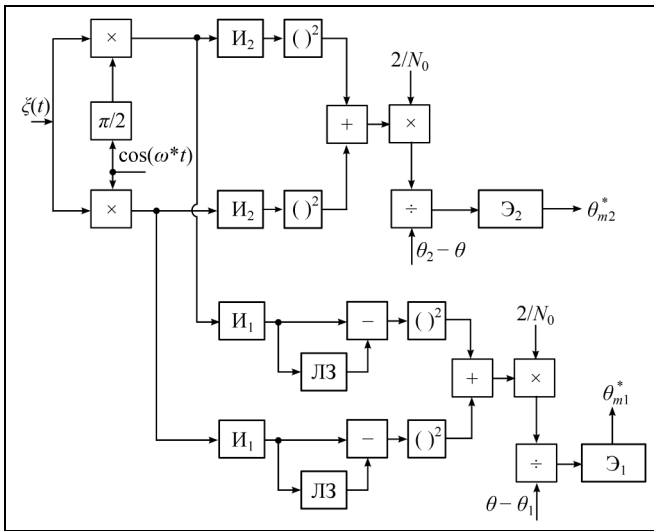 ×
И₂
( )²
2/N₀
ξ(t)
π/2
+
×
cos(ω*t)
×
И₂
( )²
÷
Э₂
θ*ₘ₂
θ₂ − θ
И₁
−
( )²
2/N₀
ЛЗ
+
×
θ*ₘ₁
И₁
−
( )²
÷
Э₁
ЛЗ
θ − θ₁